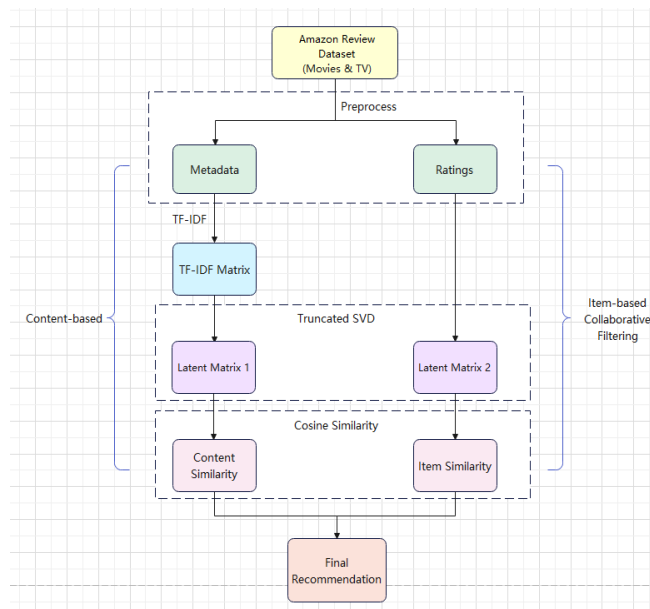 Amazon Review
Dataset
(Movies & TV)
Preprocess
Metadata
Ratings
TF-IDF
TF-IDF Matrix
Content-based
Truncated SVD
Item-based
Collaborative
Filtering
Latent Matrix 1
Latent Matrix 2
Cosine Similarity
Content
Similarity
Item Similarity
Final
Recommendation